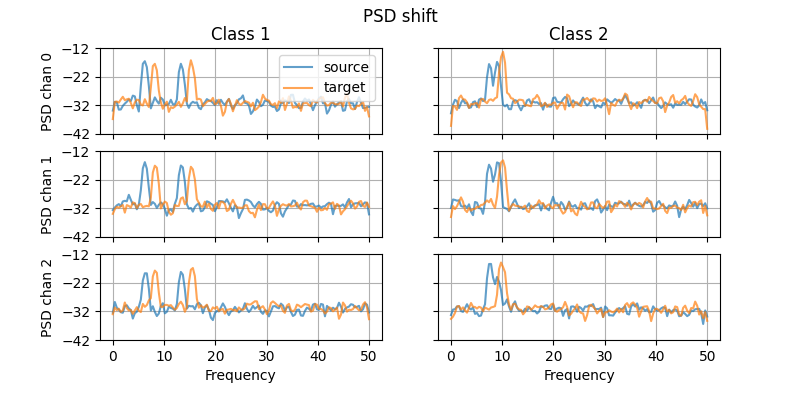 PSD shift
Class 1
Class 2
PSD chan 0
−12
−22
−32
−42
source
target
PSD chan 1
−12
−22
−32
−42
PSD chan 2
−12
−22
−32
−42
0 10 20 30 40 50
0 10 20 30 40 50
Frequency
Frequency